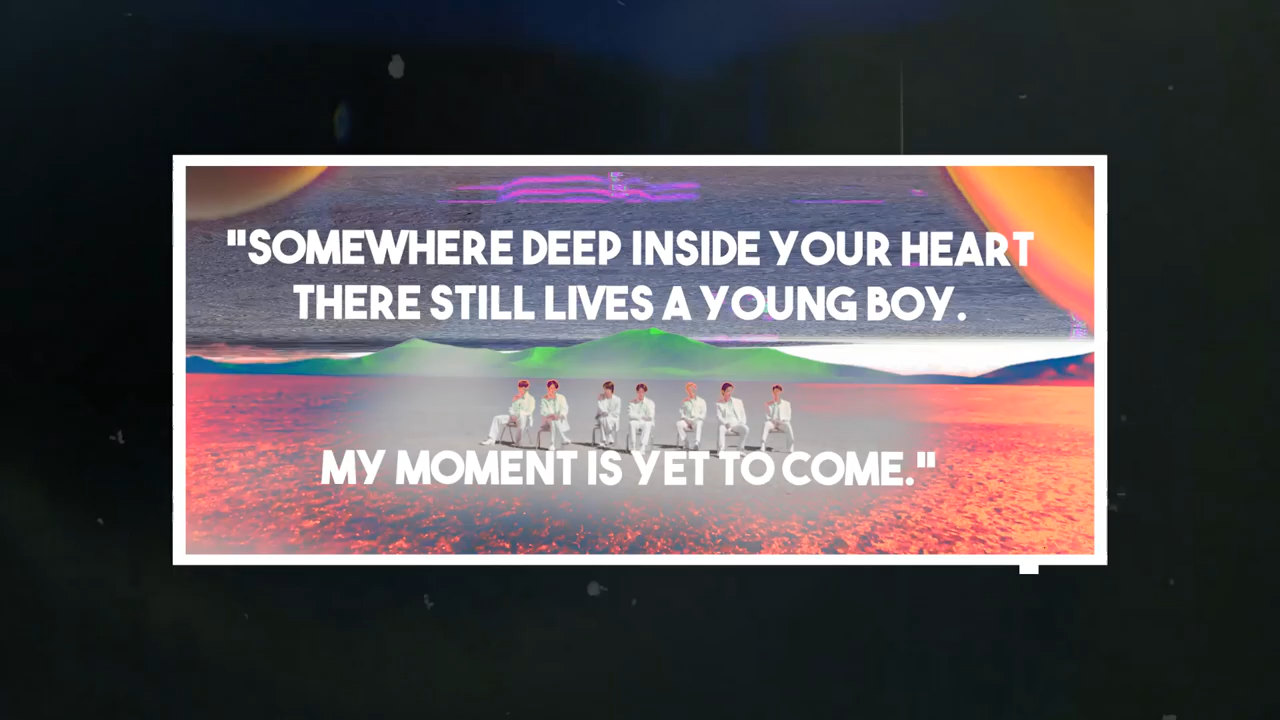 "SOMEWHERE DEEP INSIDE YOUR HEART
THERE STILL LIVES A YOUNG BOY.
MY MOMENT IS YET TO COME."